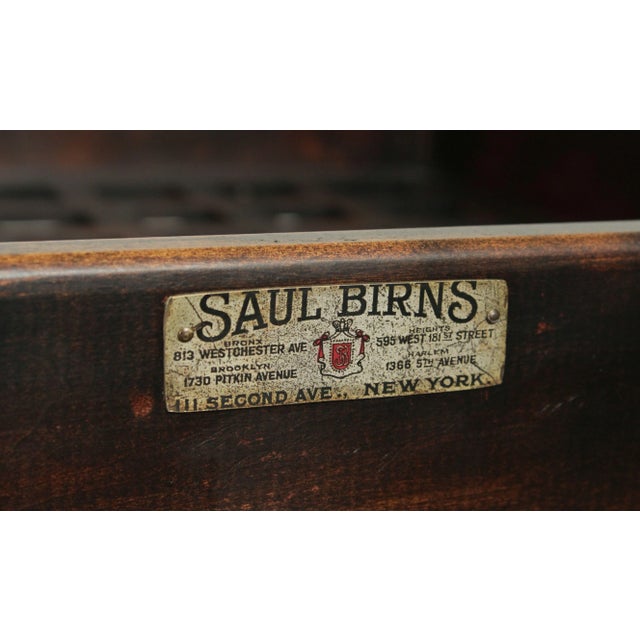 SAUL BIRNS
BRONX
813 WESTCHESTER AVE
BROOKLYN
1730 PITKIN AVENUE
HEIGHTS
595 WEST 181ST STREET
HARLEM
1366 5TH AVENUE
111 SECOND AVE., NEW YORK.